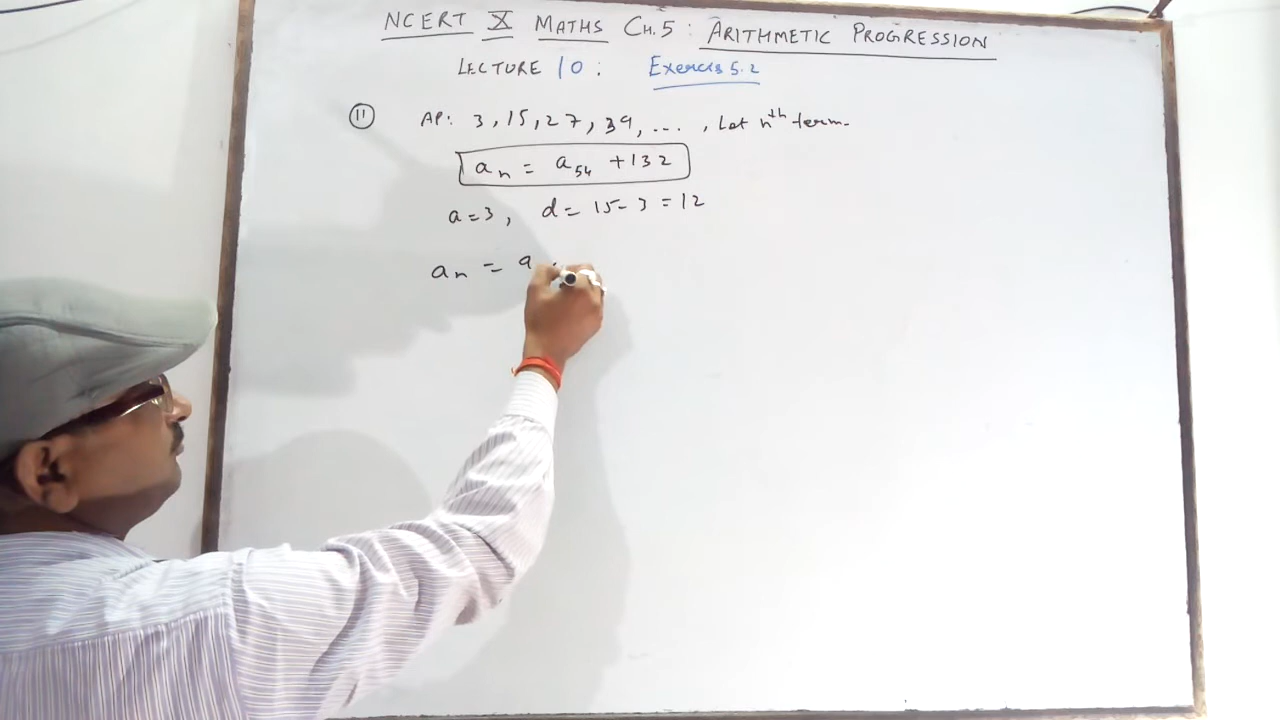 NCERT X MATHS CH.5: ARITHMETIC PROGRESSION
LECTURE 10: Exercis 5.2
11 AP: 3, 15, 27, 39, .... , Let nth term.
an = a54 + 132
a = 3, d = 15 - 3 = 12
an = a